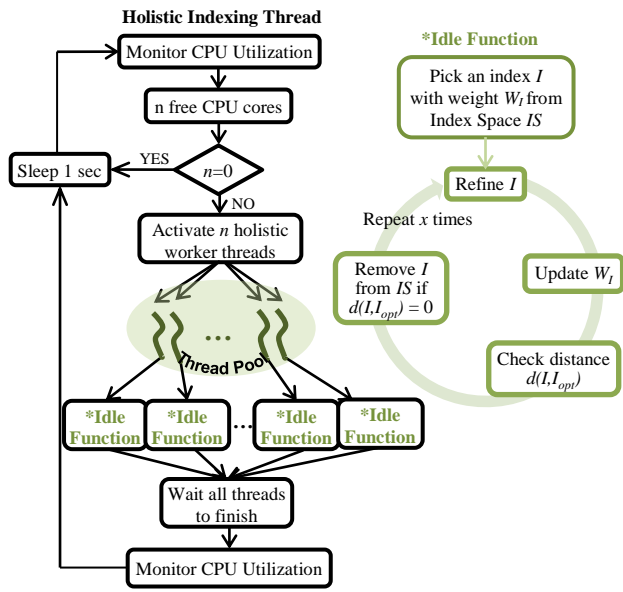 Holistic Indexing Thread
Monitor CPU Utilization
n free CPU cores
YES
n=0
Sleep 1 sec
NO
Activate n holistic
worker threads
...
Thread Pool
*Idle
Function
*Idle
Function
...
*Idle
Function
*Idle
Function
Wait all threads
to finish
Monitor CPU Utilization
*Idle Function
Pick an index I
with weight W_I from
Index Space IS
Refine I
Repeat x times
Update W_I
Check distance
d(I,I_opt)
Remove I
from IS if
d(I,I_opt) = 0